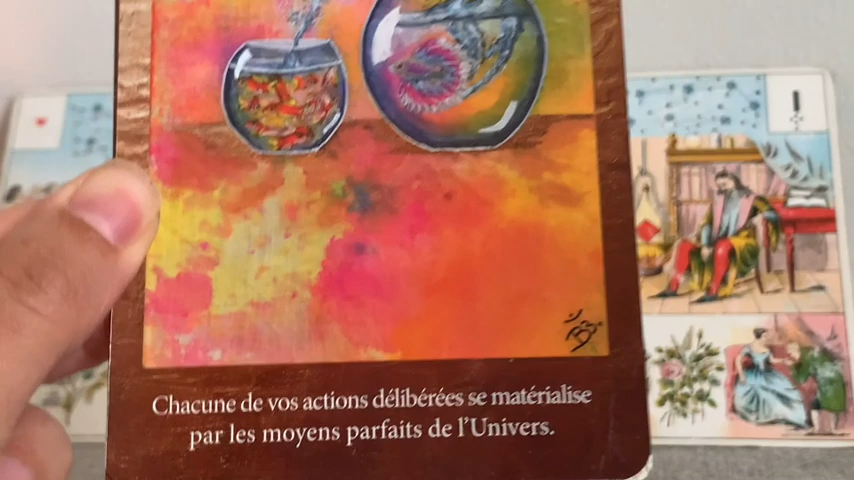 Chacune de vos actions délibérées se matérialise
par les moyens parfaits de l'Univers.